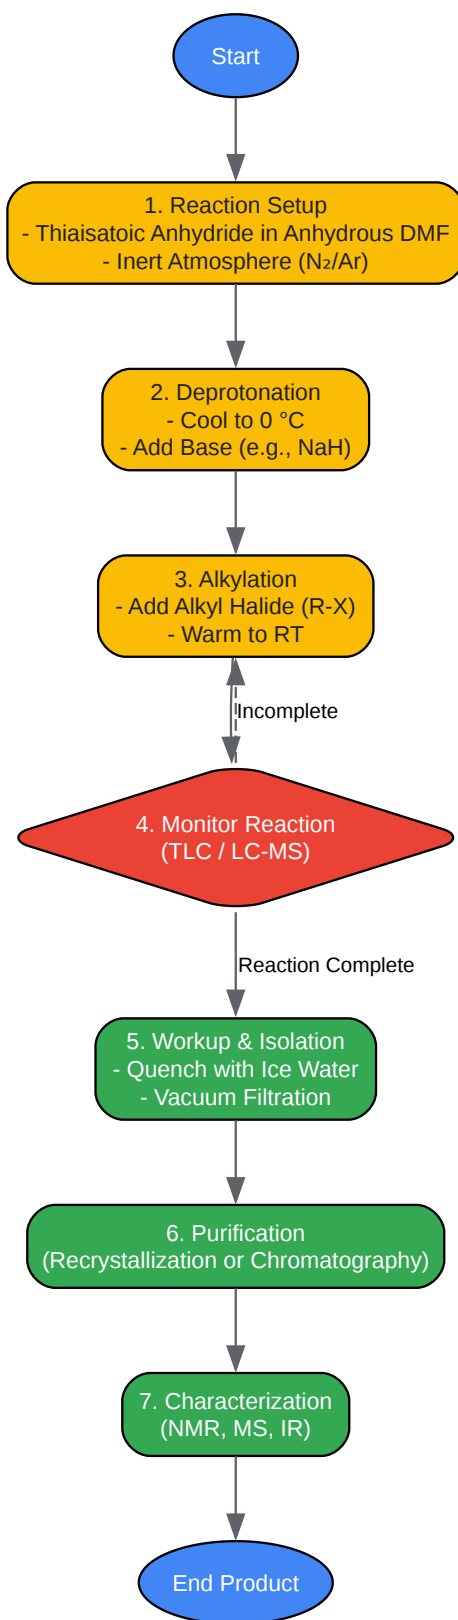 Start
1. Reaction Setup
- Thiaisatoic Anhydride in Anhydrous DMF
- Inert Atmosphere (N₂/Ar)
2. Deprotonation
- Cool to 0 °C
- Add Base (e.g., NaH)
3. Alkylation
- Add Alkyl Halide (R-X)
- Warm to RT
Incomplete
4. Monitor Reaction
(TLC / LC-MS)
Reaction Complete
5. Workup & Isolation
- Quench with Ice Water
- Vacuum Filtration
6. Purification
(Recrystallization or Chromatography)
7. Characterization
(NMR, MS, IR)
End Product